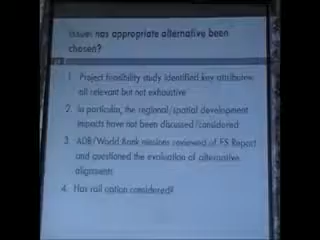 Issue: has appropriate alternative been
chosen?
1. Project feasibility study identified key attributes:
all relevant but not exhaustive
2. In particular, the regional/spatial development
impacts have not been discussed/considered
3. ADB/World Bank missions reviewed of FS Report
and questioned the evaluation of alternative
alignments
4. Has rail option considered?